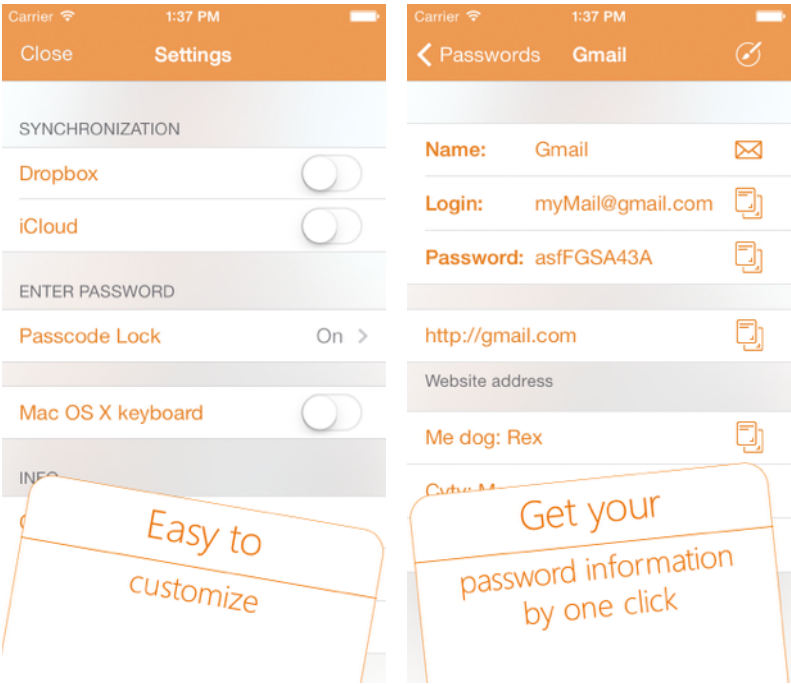 Carrier 1:37 PM
Close Settings
SYNCHRONIZATION
Dropbox
iCloud
ENTER PASSWORD
Passcode Lock On
Mac OS X keyboard
INFO
Easy to
customize
Carrier 1:37 PM
Passwords Gmail
Name: Gmail
Login: myMail@gmail.com
Password: asfFGSA43A
http://gmail.com
Website address
Me dog: Rex
Cyty:
Get your
password information
by one click